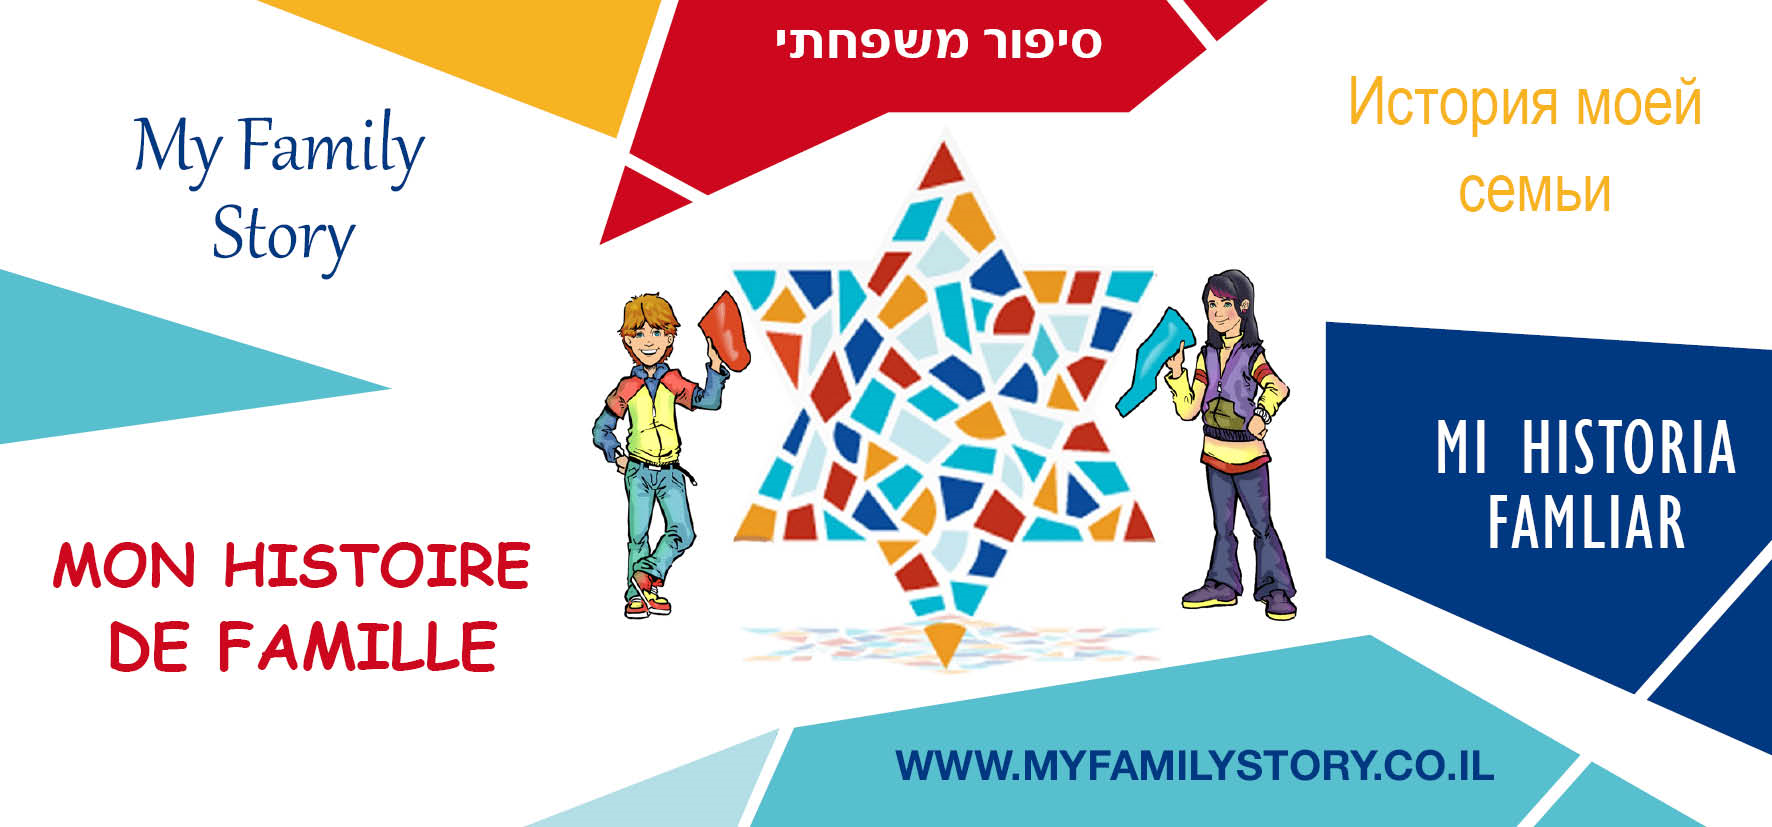 סיפור משפחתי
My Family
Story
История моей
семьи
MI HISTORIA
FAMLIAR
MON HISTOIRE
DE FAMILLE
WWW.MYFAMILYSTORY.CO.IL